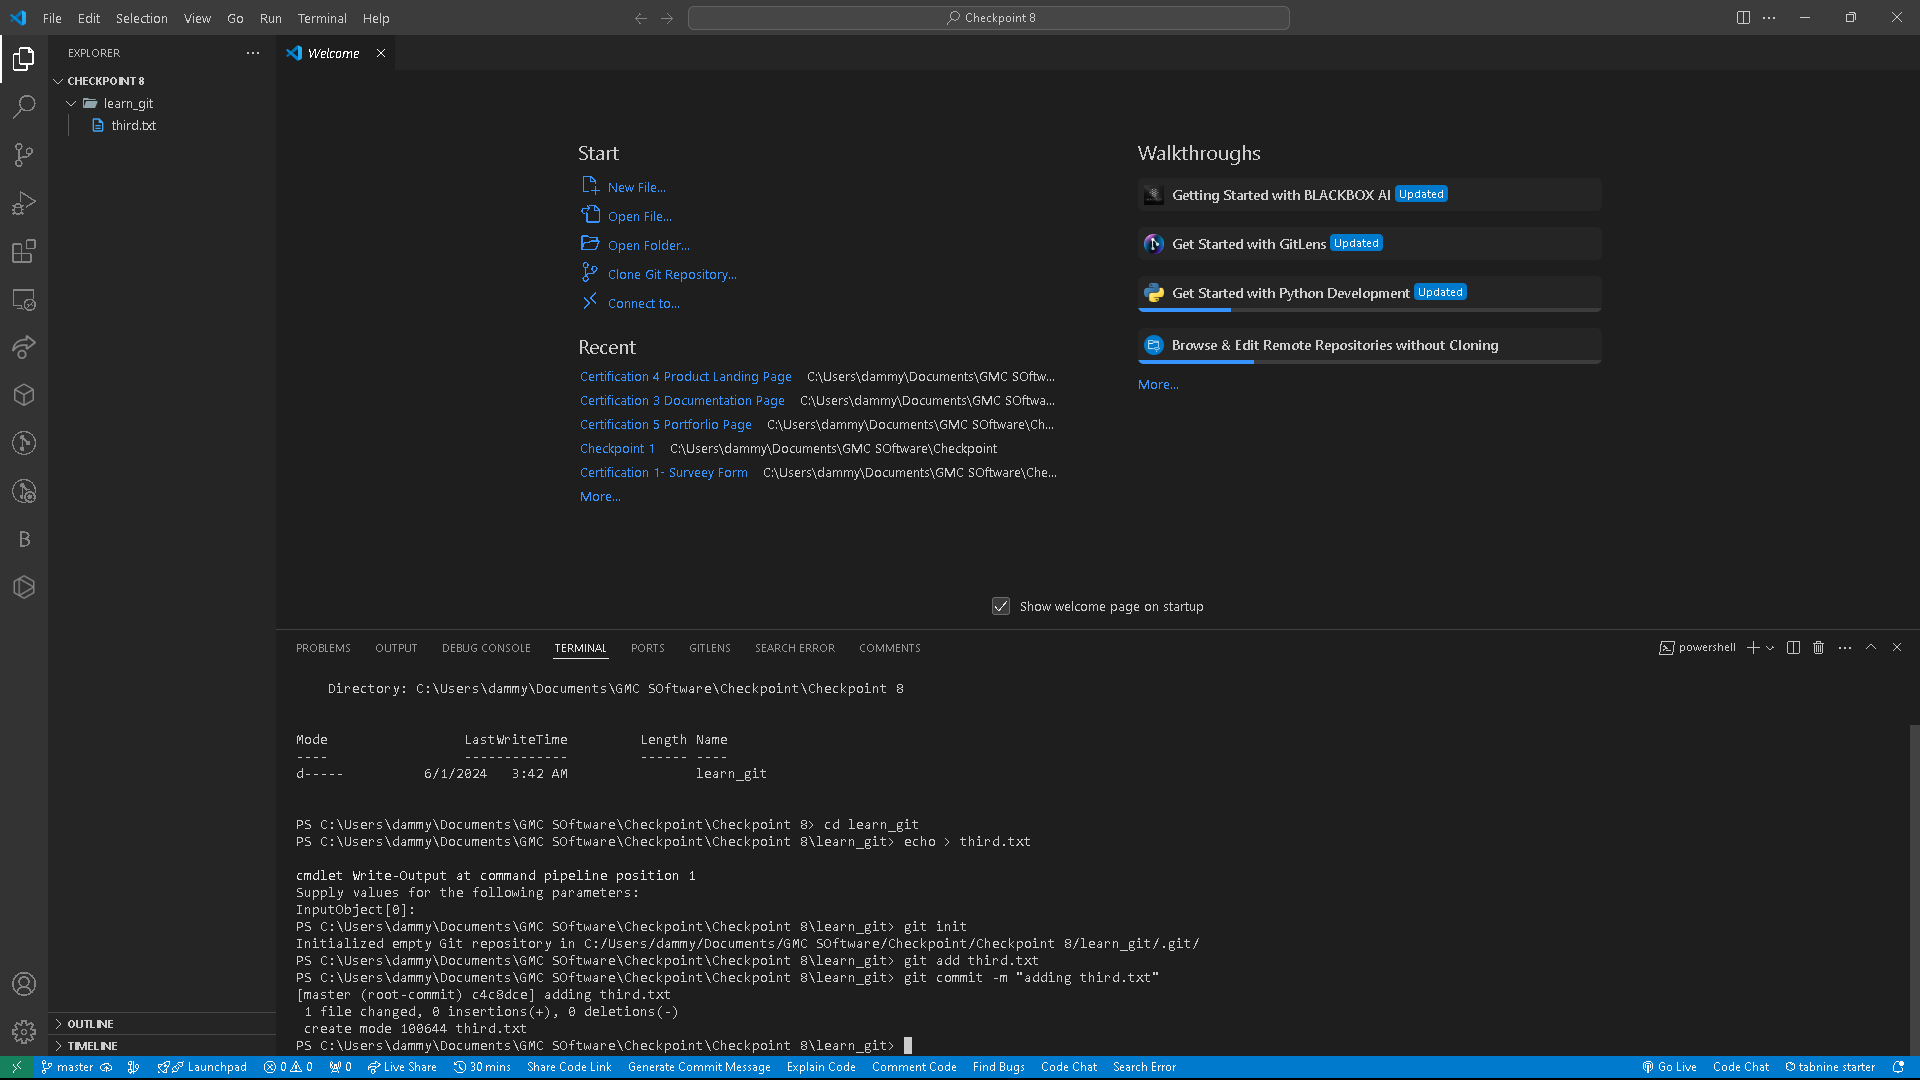 File Edit Selection View Go Run Terminal Help
Checkpoint 8
EXPLORER
Welcome
CHECKPOINT 8
learn_git
third.txt
Start
New File...
Open File...
Open Folder...
Clone Git Repository...
Connect to...
Recent
Certification 4 Product Landing Page C:\Users\dammy\Documents\GMC SOftw...
Certification 3 Documentation Page C:\Users\dammy\Documents\GMC SOftwa...
Certification 5 Portforlio Page C:\Users\dammy\Documents\GMC SOftware\Ch...
Checkpoint 1 C:\Users\dammy\Documents\GMC SOftware\Checkpoint
Certification 1- Surveey Form C:\Users\dammy\Documents\GMC SOftware\Che...
More...
Walkthroughs
Getting Started with BLACKBOX AI Updated
Get Started with GitLens Updated
Get Started with Python Development Updated
Browse & Edit Remote Repositories without Cloning
More...
Show welcome page on startup
PROBLEMS OUTPUT DEBUG CONSOLE TERMINAL PORTS GITLENS SEARCH ERROR COMMENTS
powershell
Directory: C:\Users\dammy\Documents\GMC SOftware\Checkpoint\Checkpoint 8
Mode LastWriteTime Length Name
---- ------------- ------ ----
d----- 6/1/2024 3:42 AM learn_git
PS C:\Users\dammy\Documents\GMC SOftware\Checkpoint\Checkpoint 8> cd learn_git
PS C:\Users\dammy\Documents\GMC SOftware\Checkpoint\Checkpoint 8\learn_git> echo > third.txt
cmdlet Write-Output at command pipeline position 1
Supply values for the following parameters:
InputObject[0]:
PS C:\Users\dammy\Documents\GMC SOftware\Checkpoint\Checkpoint 8\learn_git> git init
Initialized empty Git repository in C:/Users/dammy/Documents/GMC SOftware/Checkpoint/Checkpoint 8/learn_git/.git/
PS C:\Users\dammy\Documents\GMC SOftware\Checkpoint\Checkpoint 8\learn_git> git add third.txt
PS C:\Users\dammy\Documents\GMC SOftware\Checkpoint\Checkpoint 8\learn_git> git commit -m "adding third.txt"
[master (root-commit) c4c8dce] adding third.txt
1 file changed, 0 insertions(+), 0 deletions(-)
create mode 100644 third.txt
PS C:\Users\dammy\Documents\GMC SOftware\Checkpoint\Checkpoint 8\learn_git>
OUTLINE
TIMELINE
master Launchpad 0 0 0 Live Share 30 mins Share Code Link Generate Commit Message Explain Code Comment Code Find Bugs Code Chat Search Error Go Live Code Chat tabnine starter